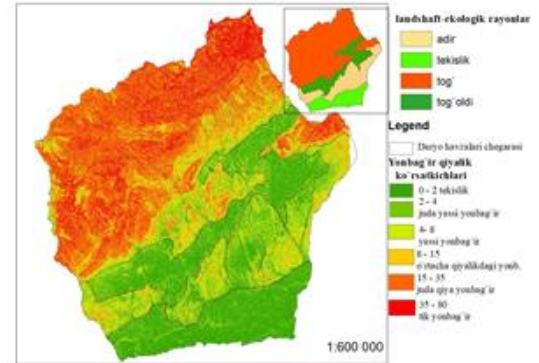 landshaft-ekologik rayonlar
adir
tekislik
tog`
tog`oldi
Legend
Daryo havzalari chegarasi
Yonbag`ir qiyalik
ko`rsatkichlari
0 - 2 tekislik
2 - 4
juda yassi yonbag`ir
4- 8
yassi yonbag`ir
8 - 15
o`rtacha qiyalikdagi yonb.
15 - 35
juda qiya yonbag`ir
35 - 80
tik yonbag`ir
1:600 000